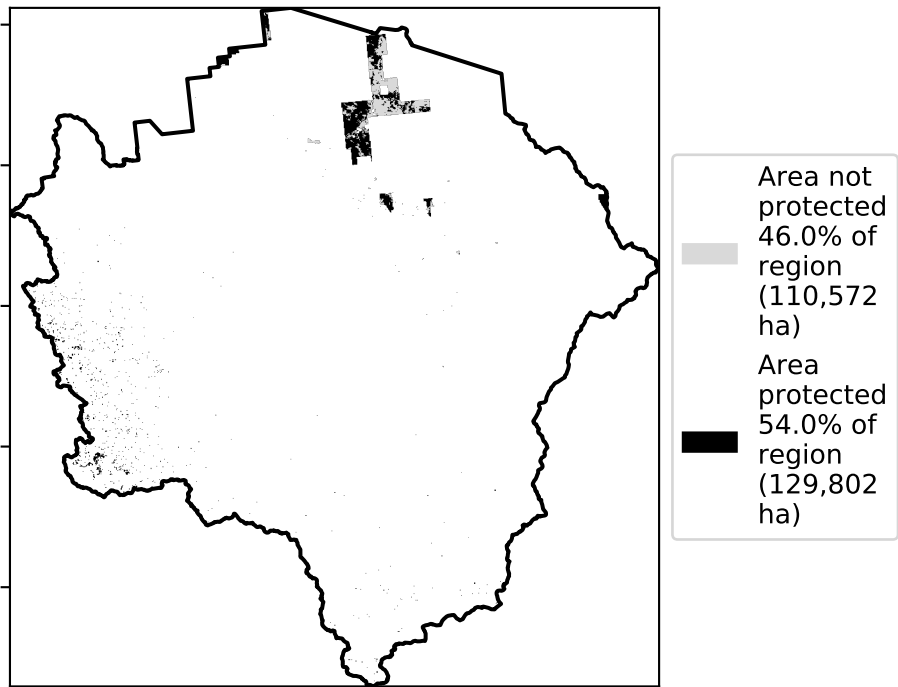 Area not
protected
46.0% of
region
(110,572
ha)
Area
protected
54.0% of
region
(129,802
ha)